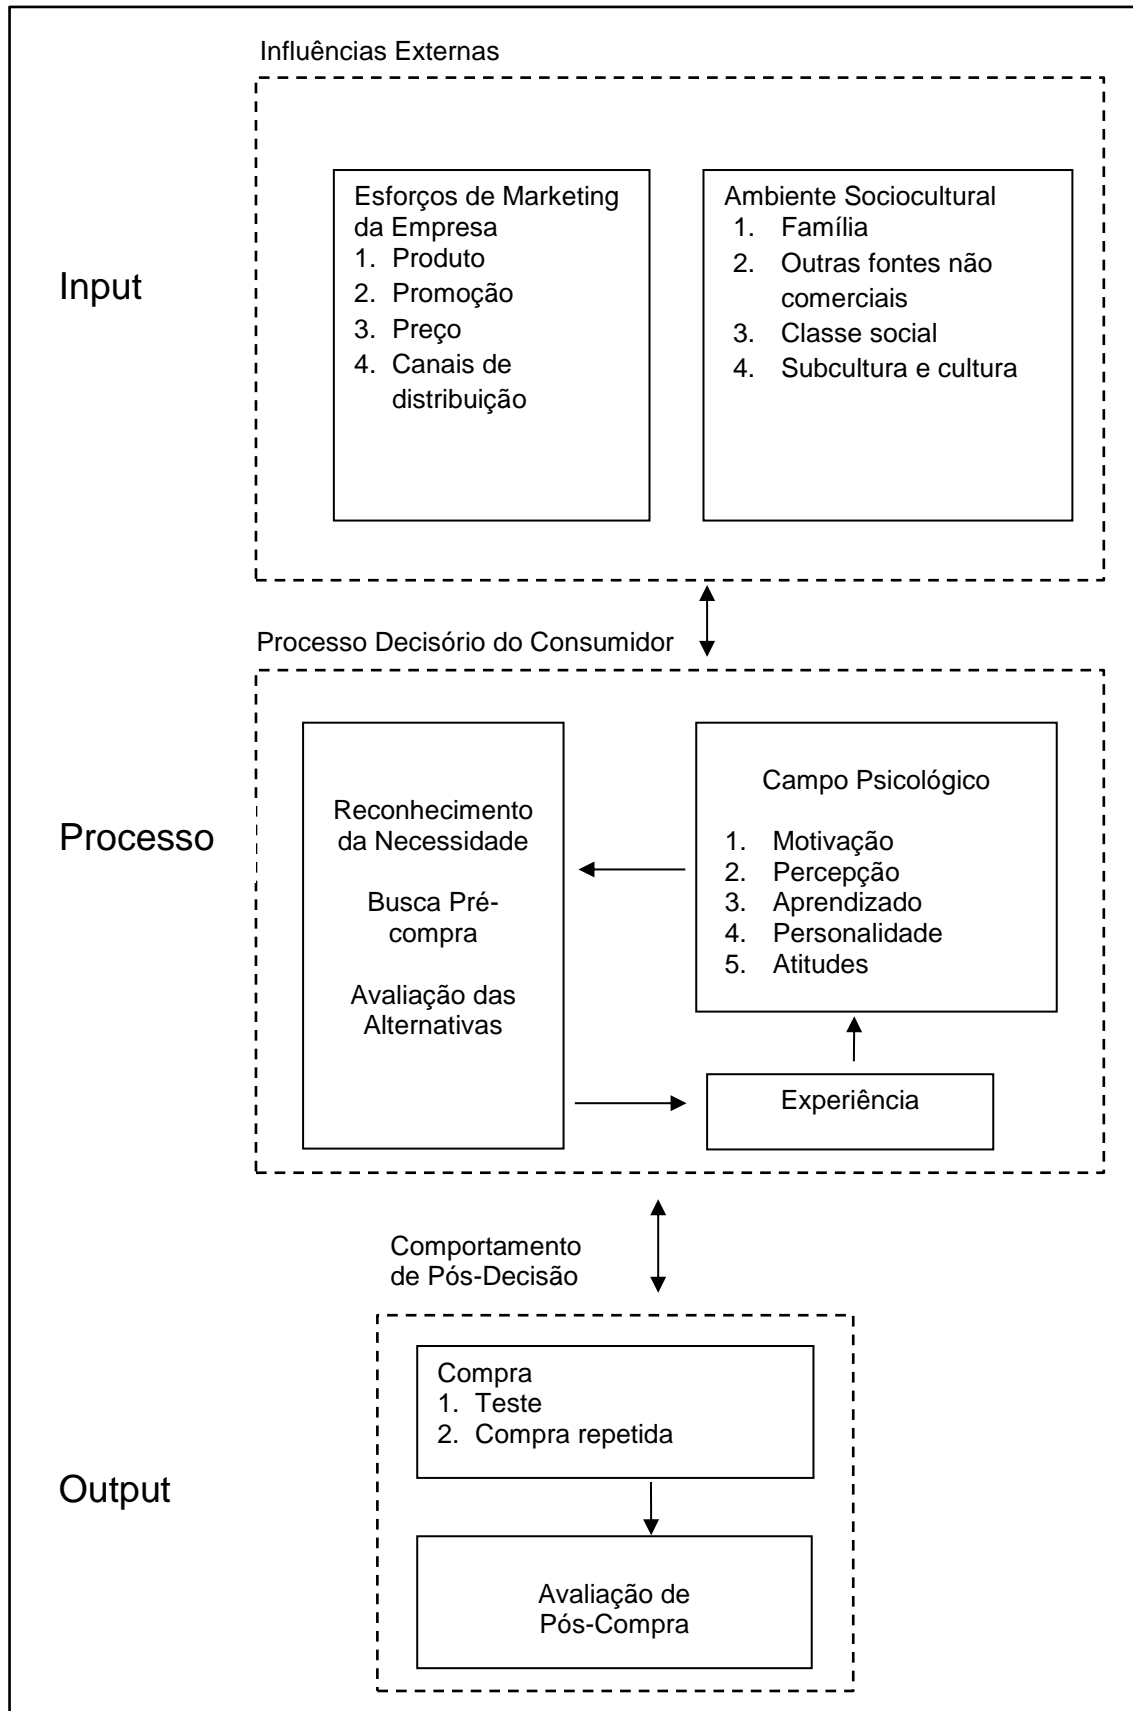 Influências Externas
Input
Esforços de Marketing
da Empresa
1. Produto
2. Promoção
3. Preço
4. Canais de
distribuição
Ambiente Sociocultural
1. Família
2. Outras fontes não
comerciais
3. Classe social
4. Subcultura e cultura
Processo Decisório do Consumidor
Processo
Reconhecimento
da Necessidade
Busca Pré-
compra
Avaliação das
Alternativas
Campo Psicológico
1. Motivação
2. Percepção
3. Aprendizado
4. Personalidade
5. Atitudes
Experiência
Comportamento
de Pós-Decisão
Output
Compra
1. Teste
2. Compra repetida
Avaliação de
Pós-Compra